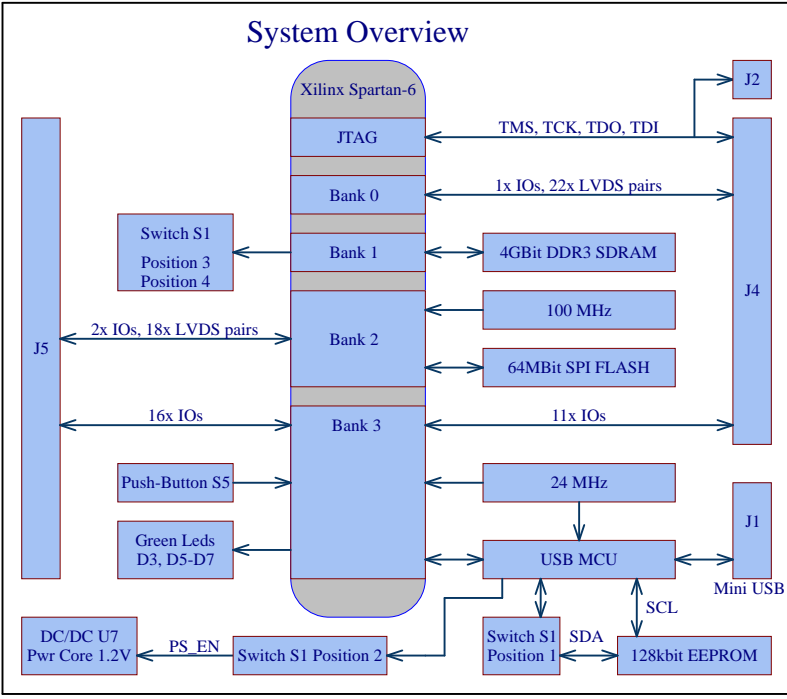 System Overview
Xilinx Spartan-6
J2
JTAG
TMS, TCK, TDO, TDI
Bank 0
1x IOs, 22x LVDS pairs
Switch S1
Position 3
Position 4
Bank 1
4GBit DDR3 SDRAM
J4
100 MHz
J5
2x IOs, 18x LVDS pairs
Bank 2
64MBit SPI FLASH
16x IOs
Bank 3
11x IOs
Push-Button S5
24 MHz
J1
Green Leds
D3, D5-D7
USB MCU
Mini USB
SCL
DC/DC U7
Pwr Core 1.2V
PS_EN
Switch S1 Position 2
Switch S1
Position 1
SDA
128kbit EEPROM